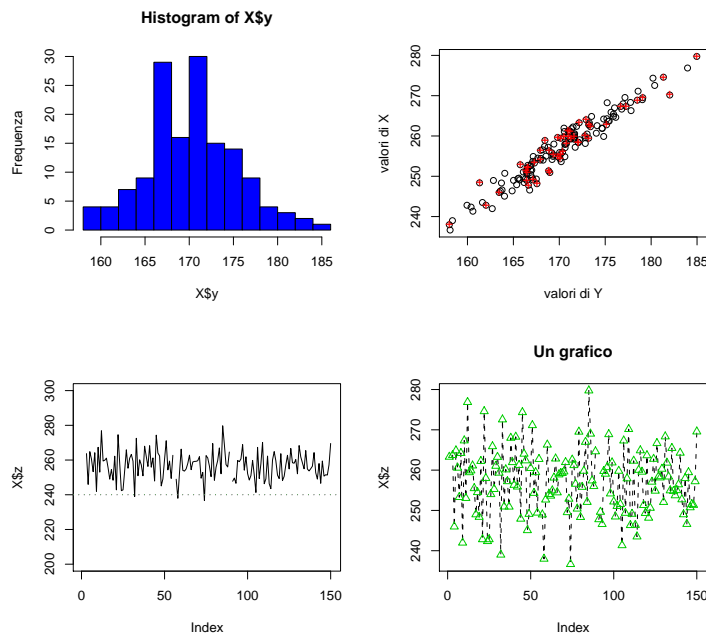 Histogram of X$y
Frequenza
0 5 10 15 20 25 30
160 165 170 175 180 185
X$y
valori di X
240 250 260 270 280
160 165 170 175 180 185
valori di Y
X$z
200 220 240 260 280 300
0 50 100 150
Index
Un grafico
X$z
240 250 260 270 280
0 50 100 150
Index